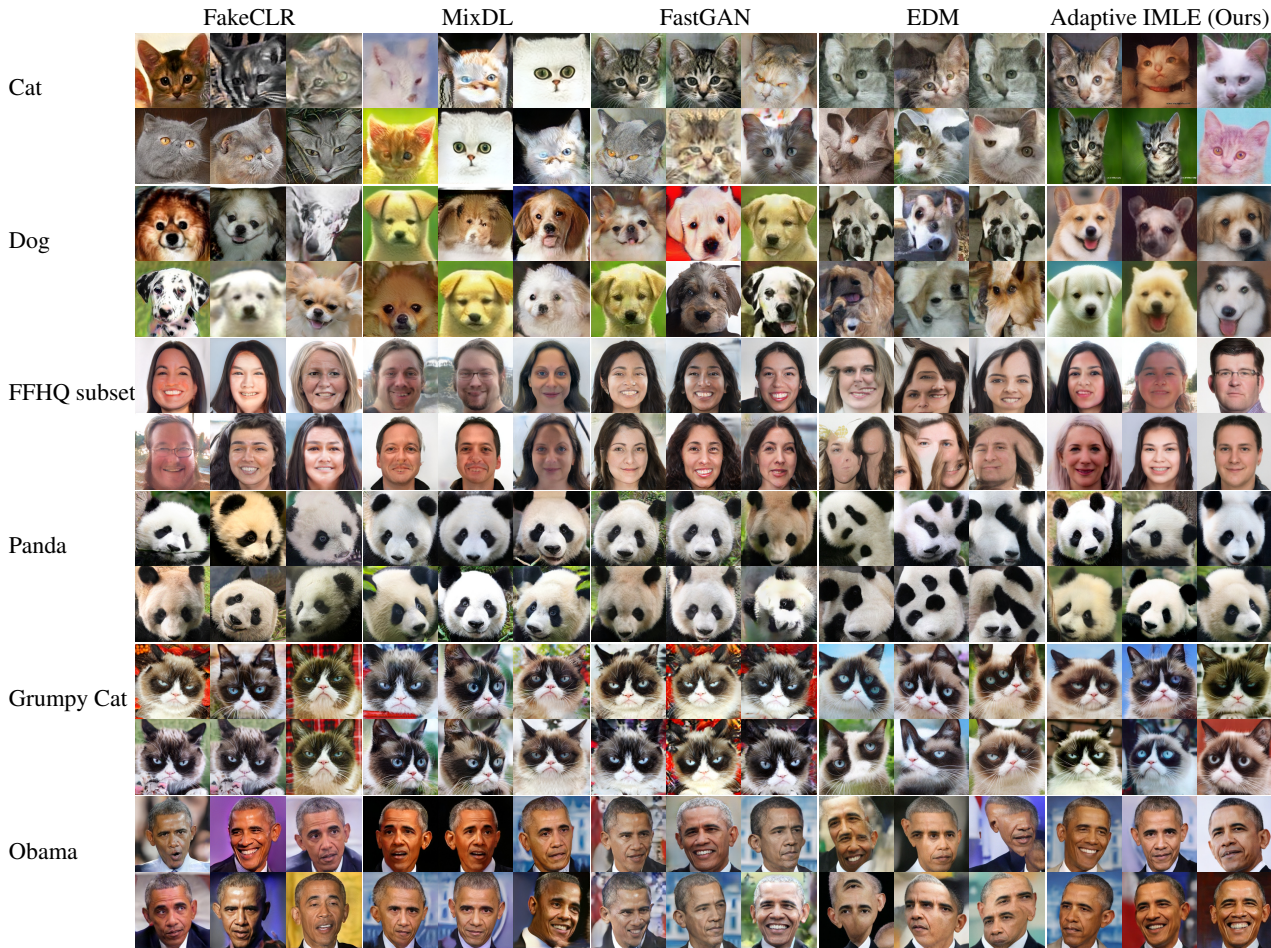 FakeCLR MixDL FastGAN EDM Adaptive IMLE (Ours)
Cat
Dog
FFHQ subset
Panda
Grumpy Cat
Obama